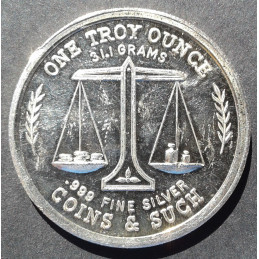 ONE TROY OUNCE
31.1 GRAMS
.999 FINE SILVER
COINS & SUCH